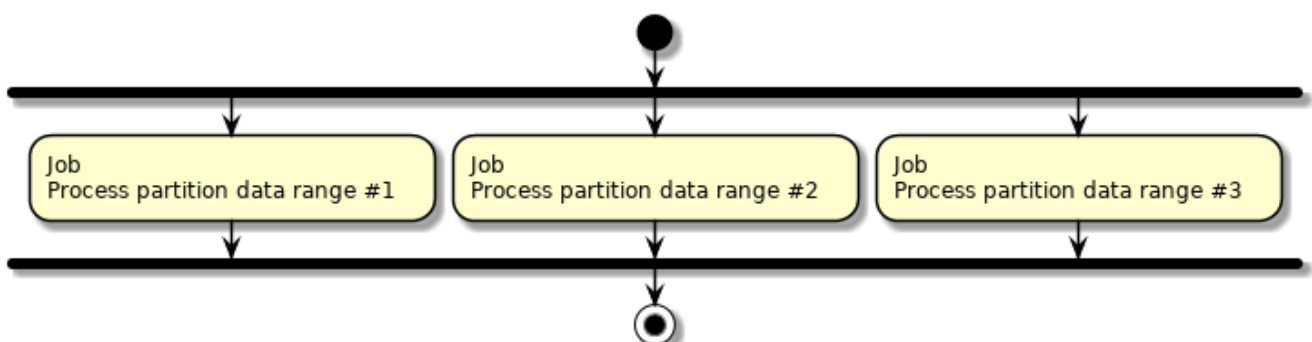 Job
Process partition data range #1
Job
Process partition data range #2
Job
Process partition data range #3